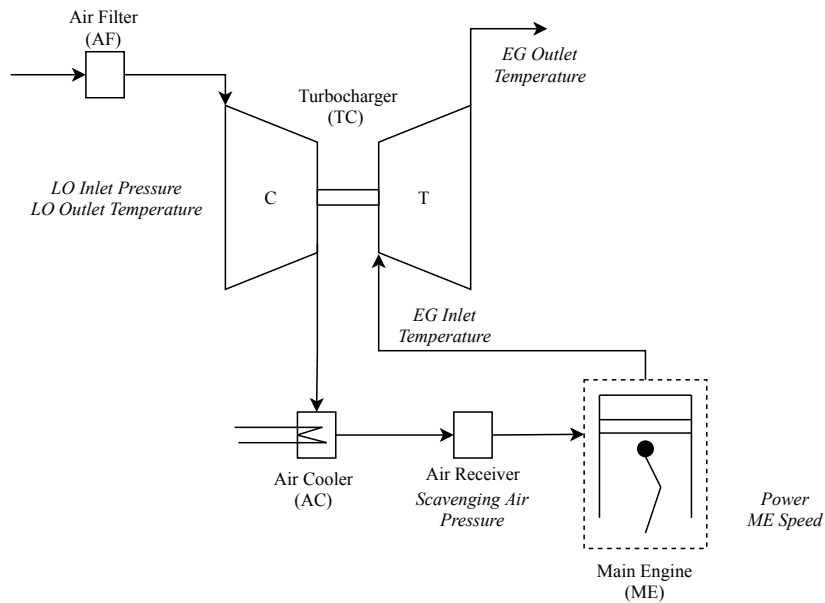 Air Filter
(AF)
EG Outlet
Temperature
Turbocharger
(TC)
LO Inlet Pressure
LO Outlet Temperature
C
T
EG Inlet
Temperature
Air Cooler
(AC)
Air Receiver
Scavenging Air
Pressure
Power
ME Speed
Main Engine
(ME)